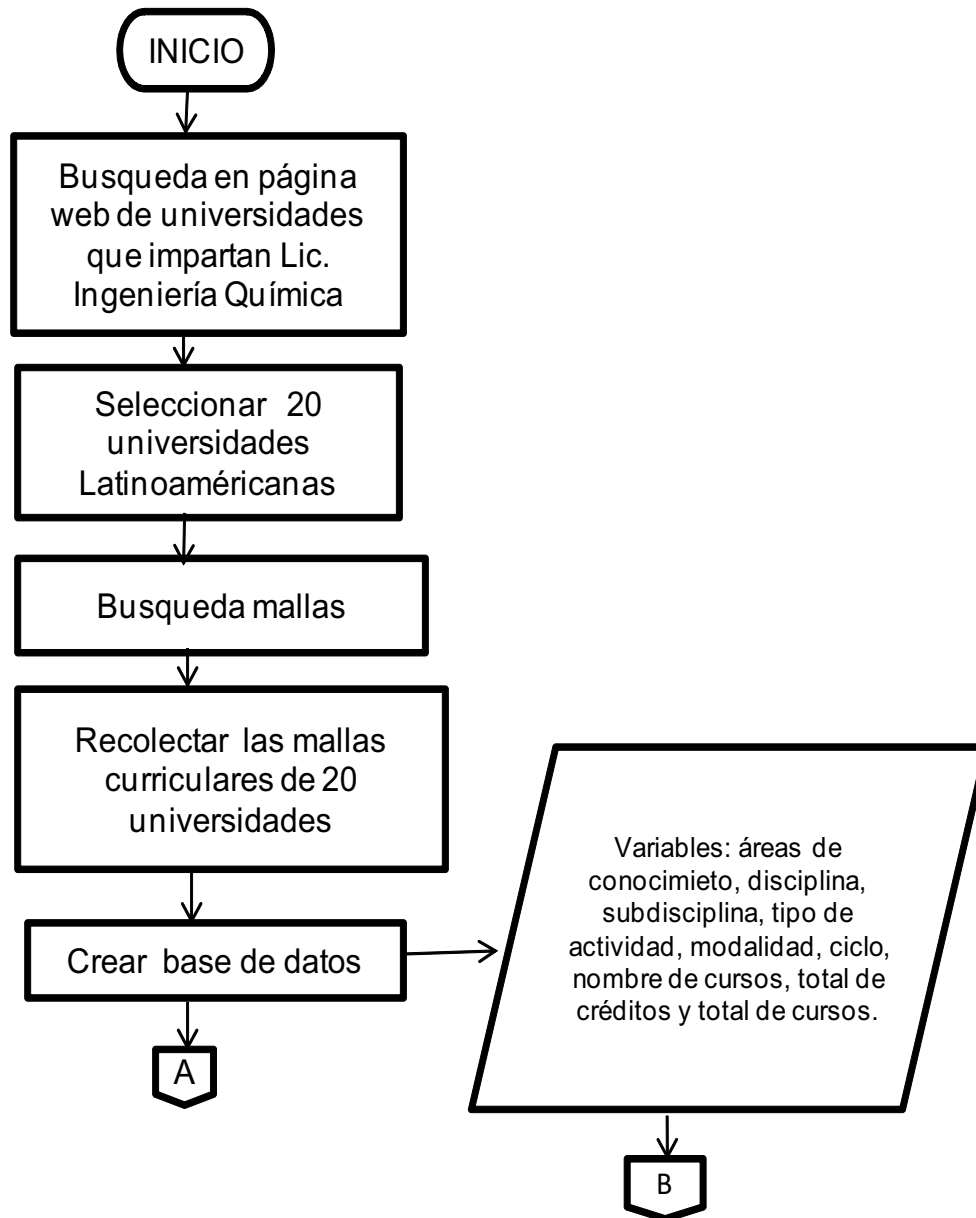 INICIO
Busqueda en página
web de universidades
que impartan Lic.
Ingeniería Química
Seleccionar 20
universidades
Latinoaméricanas
Busqueda mallas
Recolectar las mallas
curriculares de 20
universidades
Crear base de datos
Variables: áreas de
conocimieto, disciplina,
subdisciplina, tipo de
actividad, modalidad, ciclo,
nombre de cursos, total de
créditos y total de cursos.
A
B